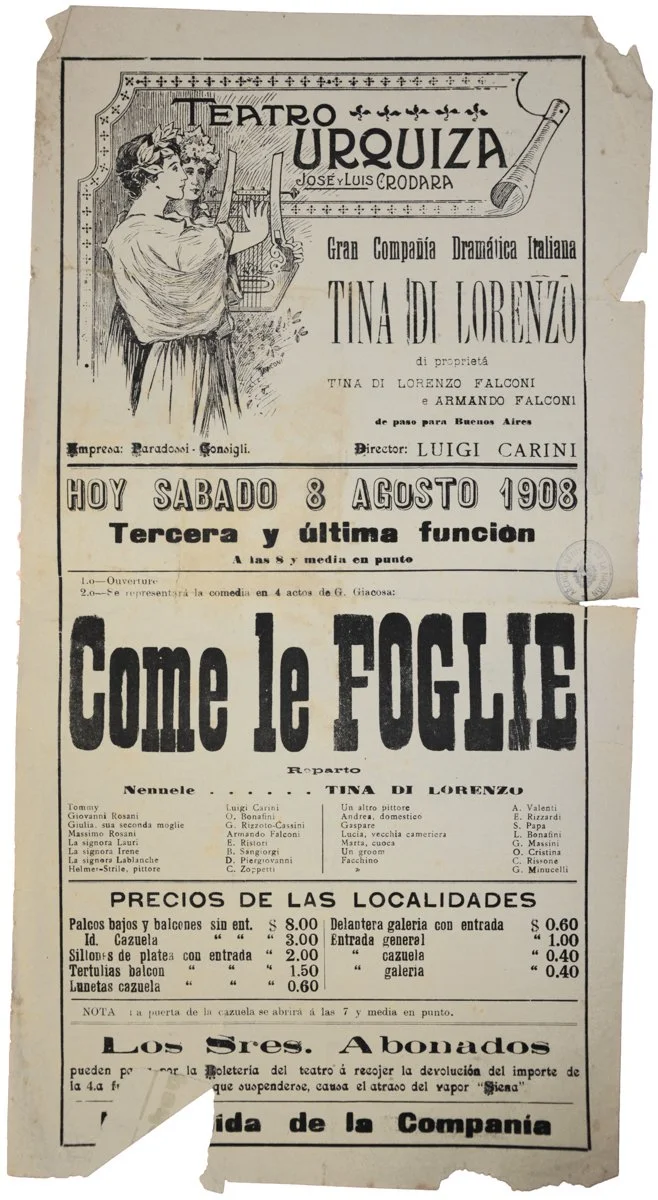 TEATRO
URQUIZA
JOSÉ Y LUIS CRODARA
Gran Compañía Dramática Italiana
TINA DI LORENZO
di proprietá
TINA DI LORENZO FALCONI
e ARMANDO FALCONI
de paso para Buenos Aires
Empresa: Paradossi - Consigli.
Director: LUIGI CARINI
HOY SABADO 8 AGOSTO 1908
Tercera y última función
A las 8 y media en punto
1.o—Ouverture
2.o—Se representará la comedia en 4 actos de G. Giacosa:
Come le FOGLIE
Reparto
Nennele . . . . . . TINA DI LORENZO
Tommy Luigi Carini
Giovanni Rosani O. Bonafini
Giulia, sua seconda moglie G. Rizzoto-Cassini
Massimo Rosani Armando Falconi
La signora Lauri E. Ristori
La signora Irene B. Sangiorgi
La signora Lablanche D. Piergiovanni
Helmer-Strile, pittore C. Zoppetti
Un altro pittore A. Valenti
Andrea, domestico E. Rizzardi
Gaspare S. Papa
Lucia, vecchia cameriera L. Bonafini
Marta, cuoca G. Massini
Un groom O. Cristina
Facchino C. Rissone
» G. Minucelli
PRECIOS DE LAS LOCALIDADES
Palcos bajos y balcones sin ent. $ 8.00
Id. Cazuela “ “ “ 3.00
Sillones de platea con entrada “ 2.00
Tertulias balcon “ “ “ 1.50
Lunetas cazuela “ “ “ 0.60
Delantera galeria con entrada $ 0.60
Entrada general “ 1.00
“ cazuela “ 0.40
“ galeria “ 0.40
NOTA a puerta de la cazuela se abrirá á las 7 y media en punto.
Los Sres. Abonados
pueden por la Boletería del teatro á recojer la devolución del importe de
la 4.a que suspenderse, causa el atraso del vapor “Siena”
ida de la Compañía